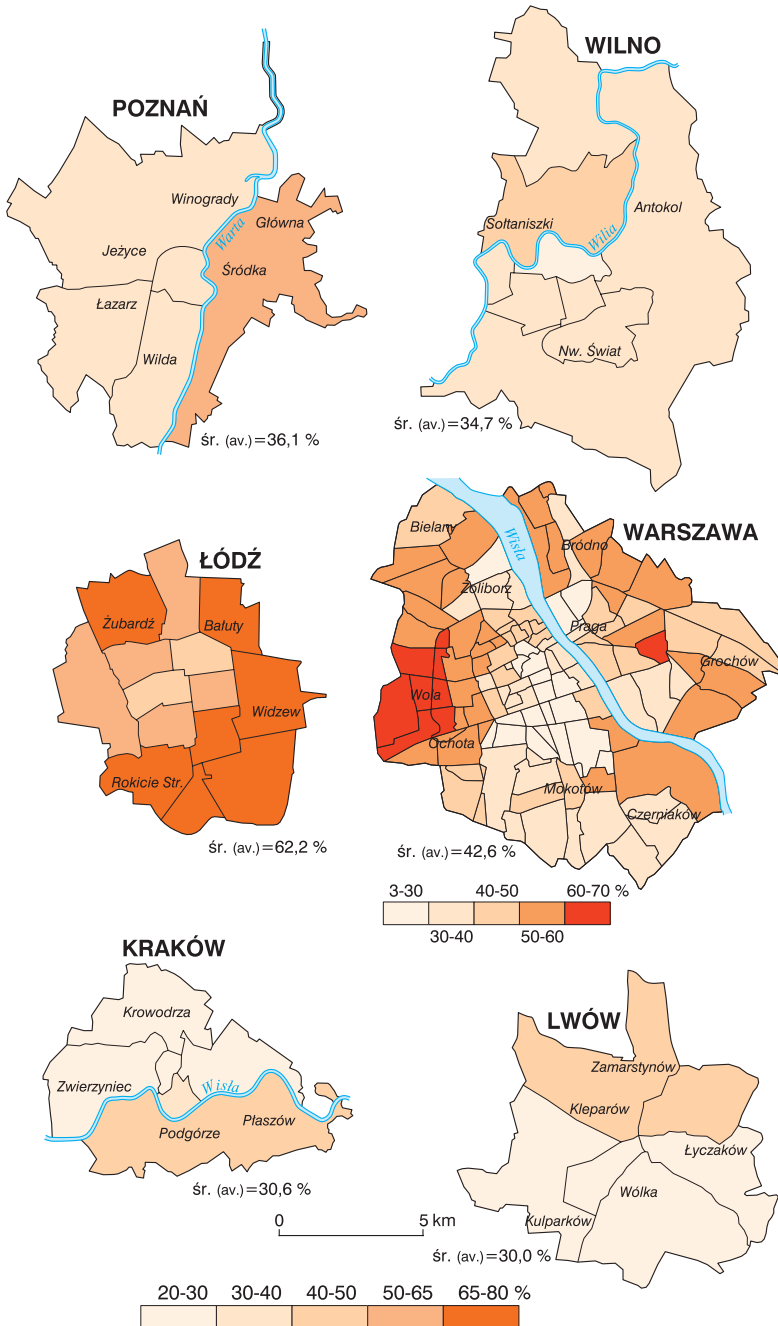 POZNAŃ
Winogrady
Główna
Warta
Jeżyce
Śródka
Łazarz
Wilda
śr. (av.)=36,1 %
WILNO
Antokol
Sołtaniszki
Wilia
Nw. Świat
śr. (av.)=34,7 %
ŁÓDŹ
Żubardź
Bałuty
Widzew
Rokicie Str.
śr. (av.)=62,2 %
WARSZAWA
Bielany
Wisła
Bródno
Żoliborz
Praga
Grochów
Wola
Ochota
Mokotów
Czerniaków
śr. (av.)=42,6 %
3-30 40-50 60-70 %
30-40 50-60
KRAKÓW
Krowodrza
Zwierzyniec
Wisła
Płaszów
Podgórze
śr. (av.)=30,6 %
LWÓW
Zamarstynów
Kleparów
Łyczaków
Wólka
Kulparków
śr. (av.)=30,0 %
0 5 km
20-30 30-40 40-50 50-65 65-80 %